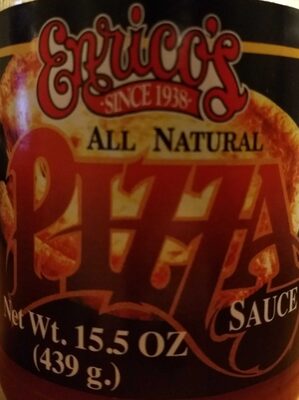 Enrico's
·SINCE 1938·
ALL NATURAL
PIZZA
SAUCE
Net Wt. 15.5 OZ
(439 g.)